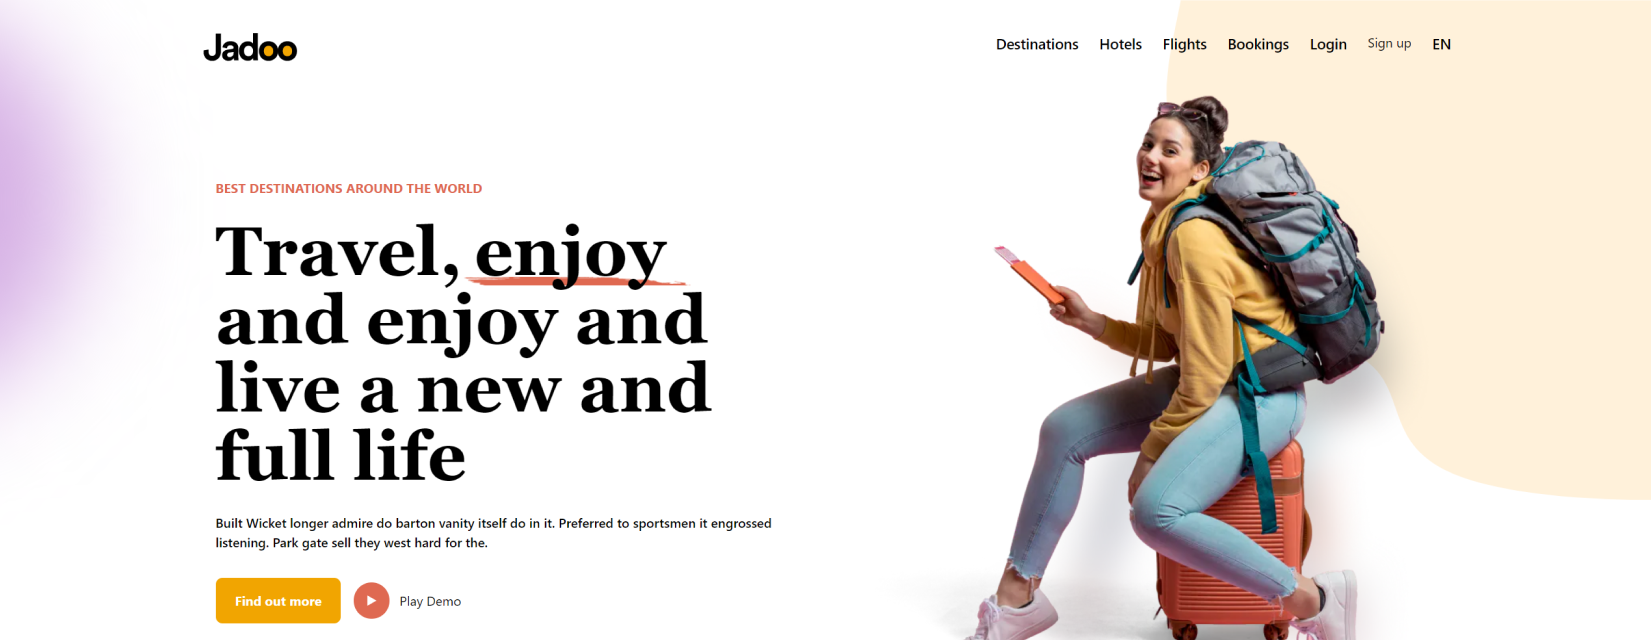 Jadoo
Destinations Hotels Flights Bookings Login Sign up EN
BEST DESTINATIONS AROUND THE WORLD
Travel, enjoy
and enjoy and
live a new and
full life
Built Wicket longer admire do barton vanity itself do in it. Preferred to sportsmen it engrossed
listening. Park gate sell they west hard for the.
Find out more Play Demo